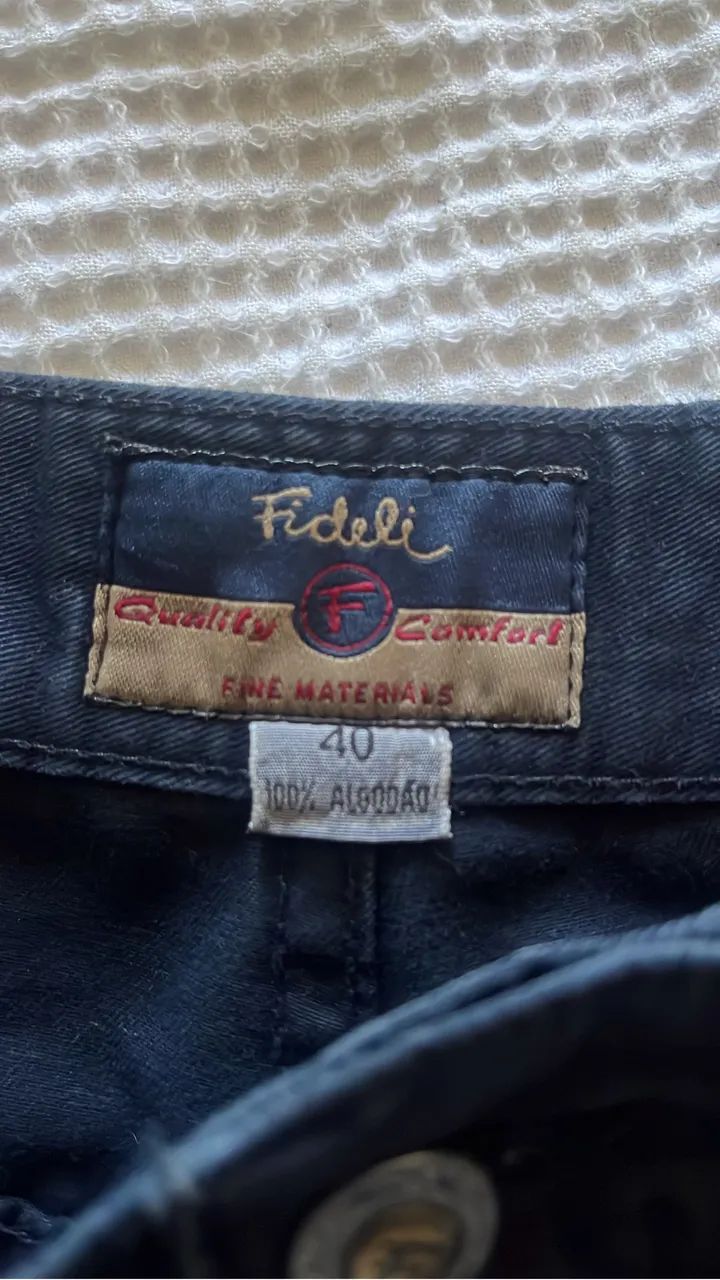 Fideli
Quality F Comfort
FINE MATERIALS
40
100% ALGODÃO